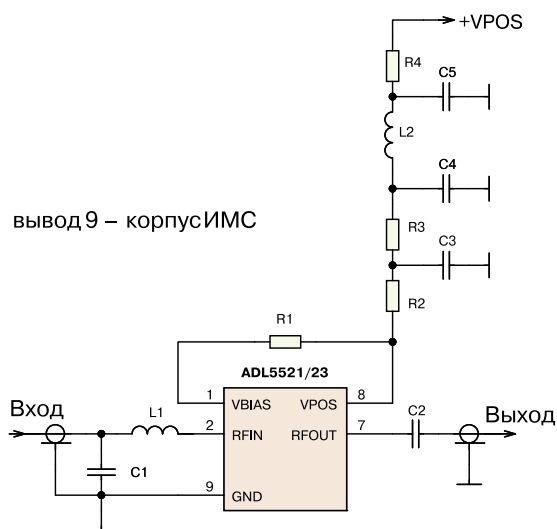 +VPOS
R4
C5
L2
C4
вывод 9 – корпус ИМС
R3
C3
R2
R1
ADL5521/23
1
VBIAS
VPOS
8
Вход
L1
2
RFIN
RFOUT
7
C2
Выход
C1
9
GND